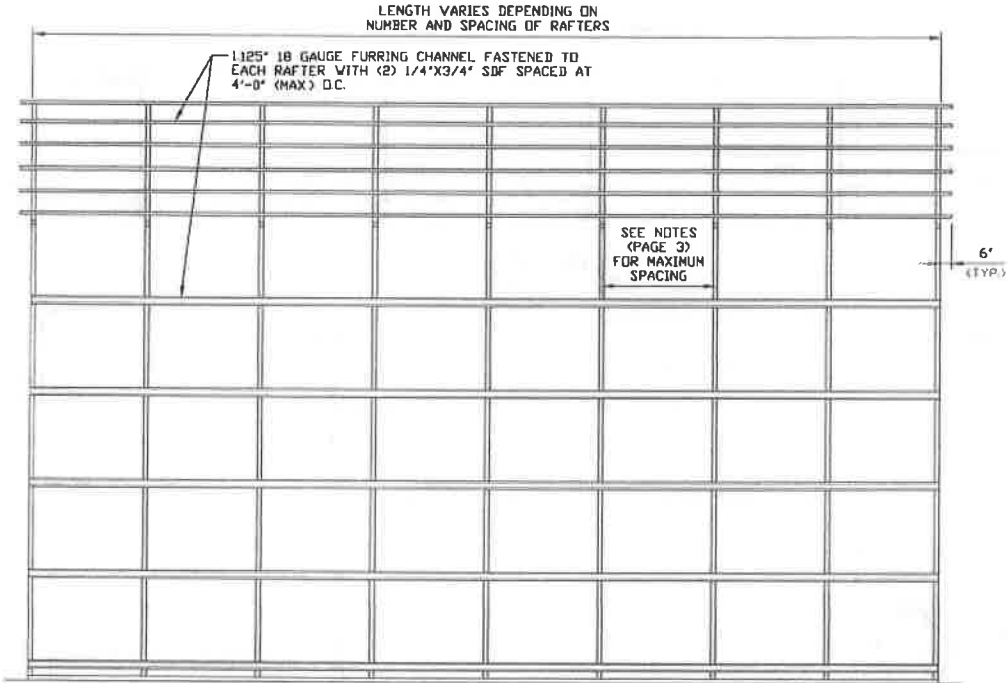 LENGTH VARIES DEPENDING ON
NUMBER AND SPACING OF RAFTERS
1.125" 18 GAUGE FURRING CHANNEL FASTENED TO
EACH RAFTER WITH (2) 1/4"X3/4" SDF SPACED AT
4'-0" (MAX) O.C.
SEE NOTES
(PAGE 3)
FOR MAXIMUM
SPACING
6"
(TYP.)